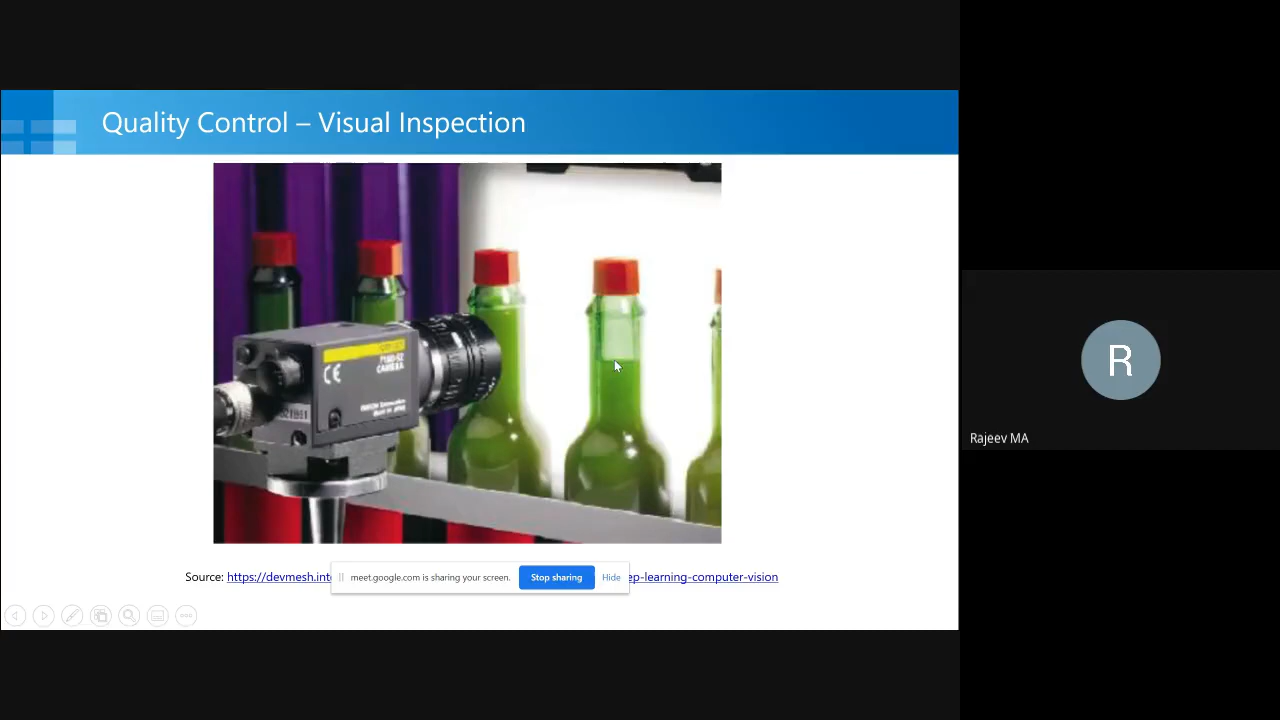 Quality Control – Visual Inspection
CAMERA
Source: https://devmesh.int ep-learning-computer-vision
meet.google.com is sharing your screen. Stop sharing Hide
R
Rajeev MA